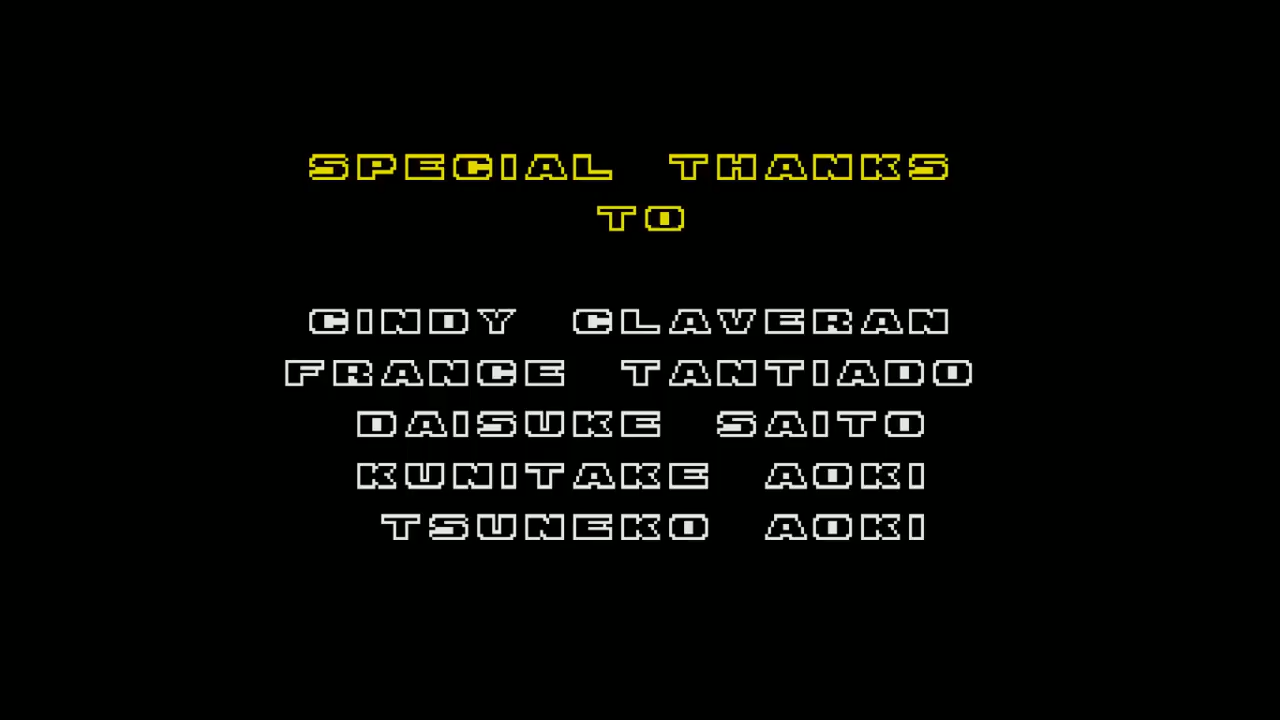 SPECIAL THANKS
TO
CINDY CLAVERAN
FRANCE TANTIADO
DAISUKE SAITO
KUNITAKE AOKI
TSUNEKO AOKI